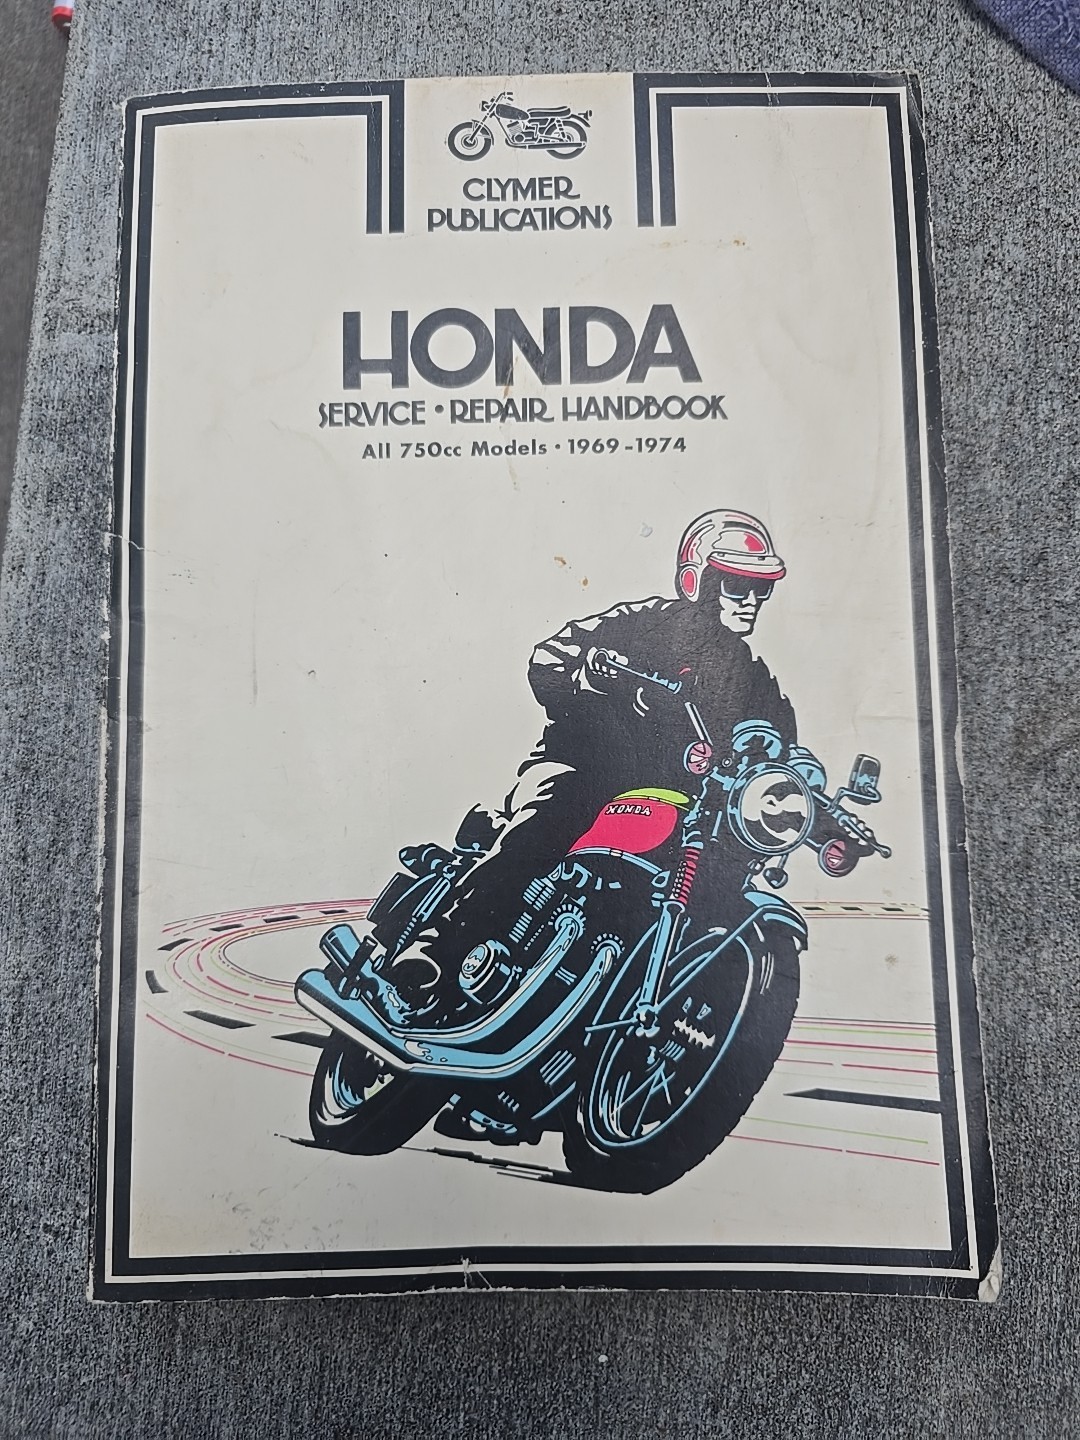 CLYMER
PUBLICATIONS
HONDA
SERVICE • REPAIR HANDBOOK
All 750cc Models • 1969-1974
HONDA